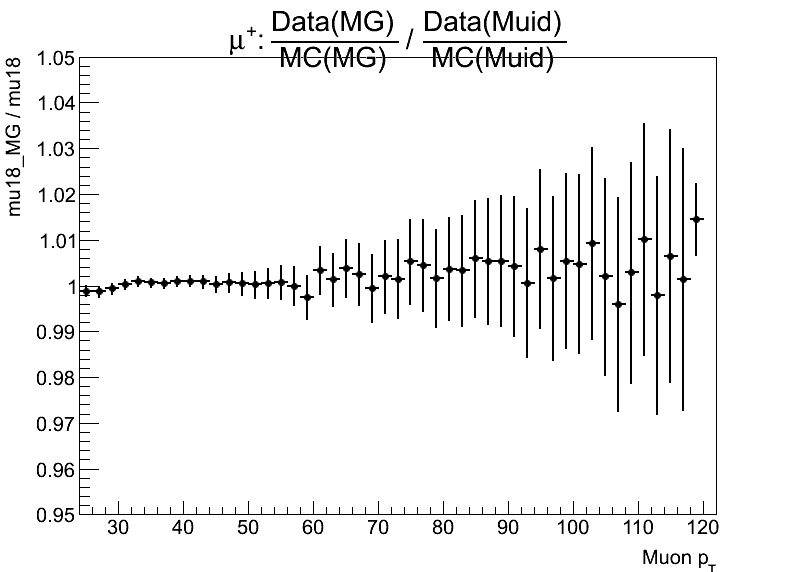 μ⁺: Data(MG) / Data(Muid)
MC(MG) MC(Muid)
mu18_MG / mu18
1.05
1.04
1.03
1.02
1.01
1
0.99
0.98
0.97
0.96
0.95
30 40 50 60 70 80 90 100 110 120
Muon p_T